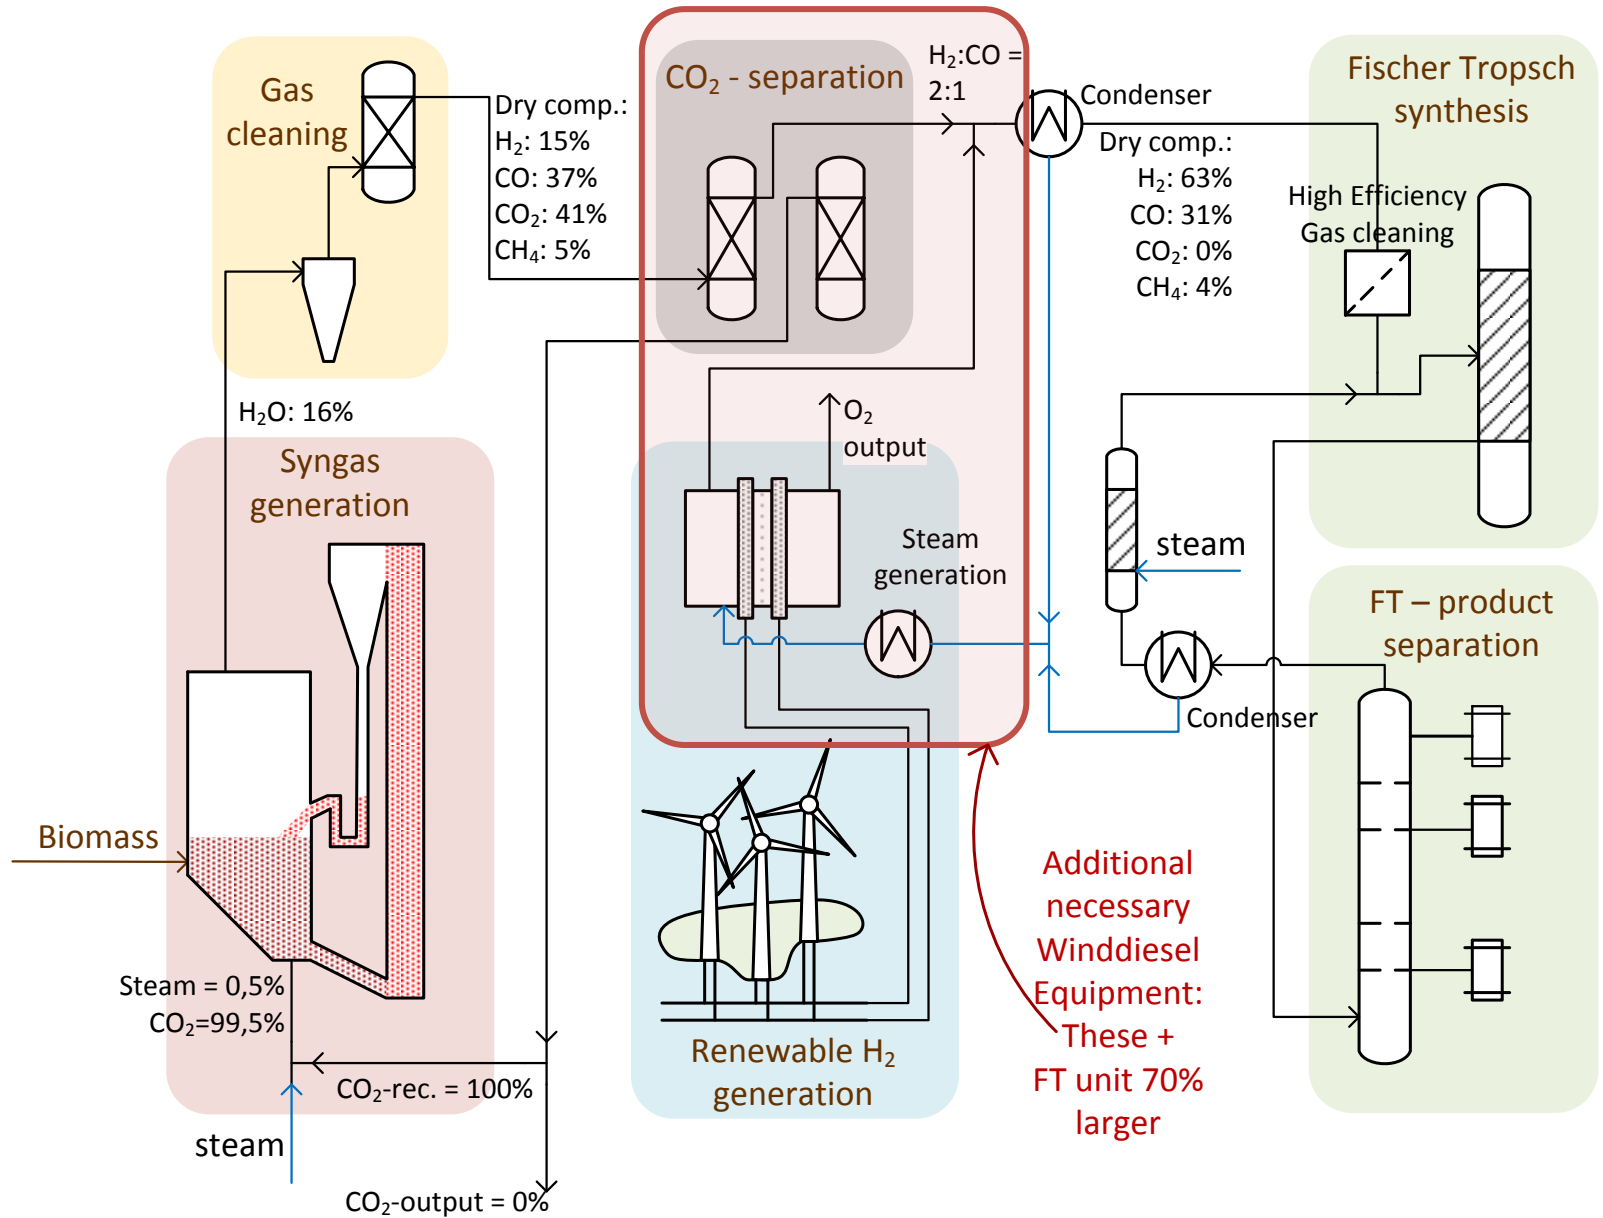 Gas
cleaning
Dry comp.:
H₂: 15%
CO: 37%
CO₂: 41%
CH₄: 5%
CO₂ - separation
H₂:CO =
2:1
Condenser
Dry comp.:
H₂: 63%
CO: 31%
CO₂: 0%
CH₄: 4%
Fischer Tropsch
synthesis
High Efficiency
Gas cleaning
H₂O: 16%
Syngas
generation
O₂
output
Steam
generation
steam
FT – product
separation
Condenser
Biomass
Steam = 0,5%
CO₂=99,5%
CO₂-rec. = 100%
steam
CO₂-output = 0%
Renewable H₂
generation
Additional
necessary
Winddiesel
Equipment:
These +
FT unit 70%
larger